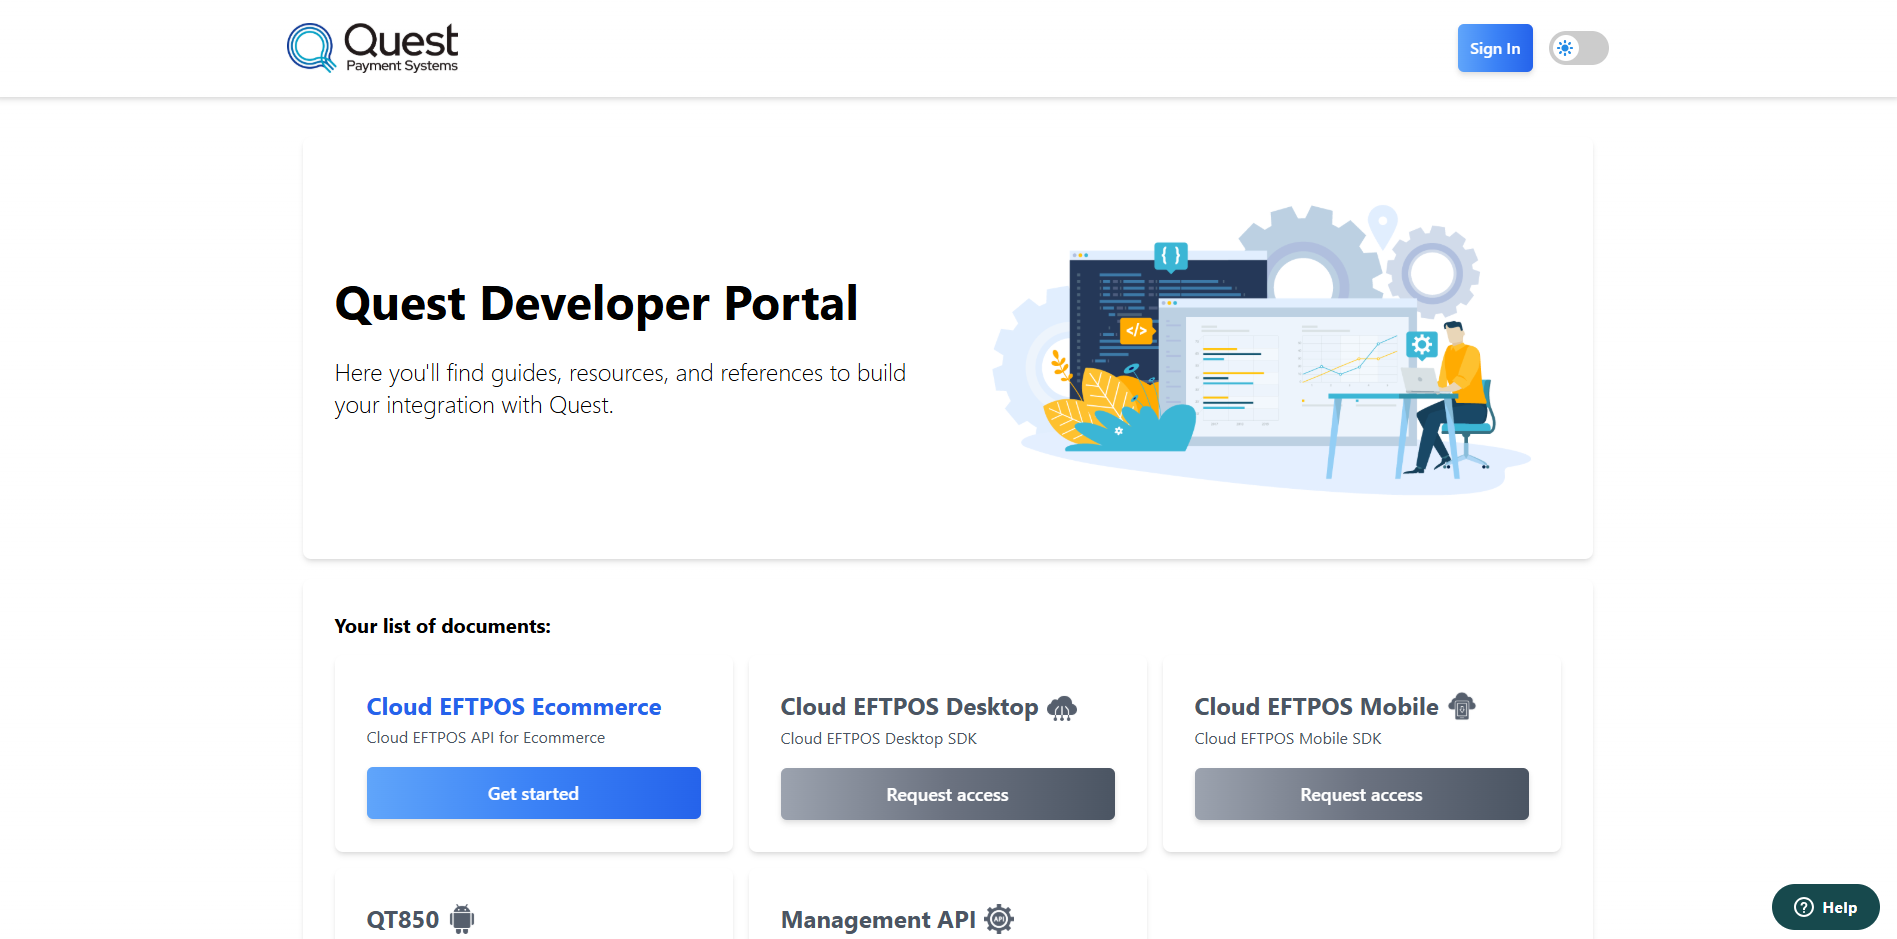 Quest
Payment Systems
Sign In
Quest Developer Portal
Here you'll find guides, resources, and references to build
your integration with Quest.
{ }
</>
Your list of documents:
Cloud EFTPOS Ecommerce
Cloud EFTPOS API for Ecommerce
Get started
Cloud EFTPOS Desktop
Cloud EFTPOS Desktop SDK
Request access
Cloud EFTPOS Mobile
Cloud EFTPOS Mobile SDK
Request access
QT850
Management API
API
Help